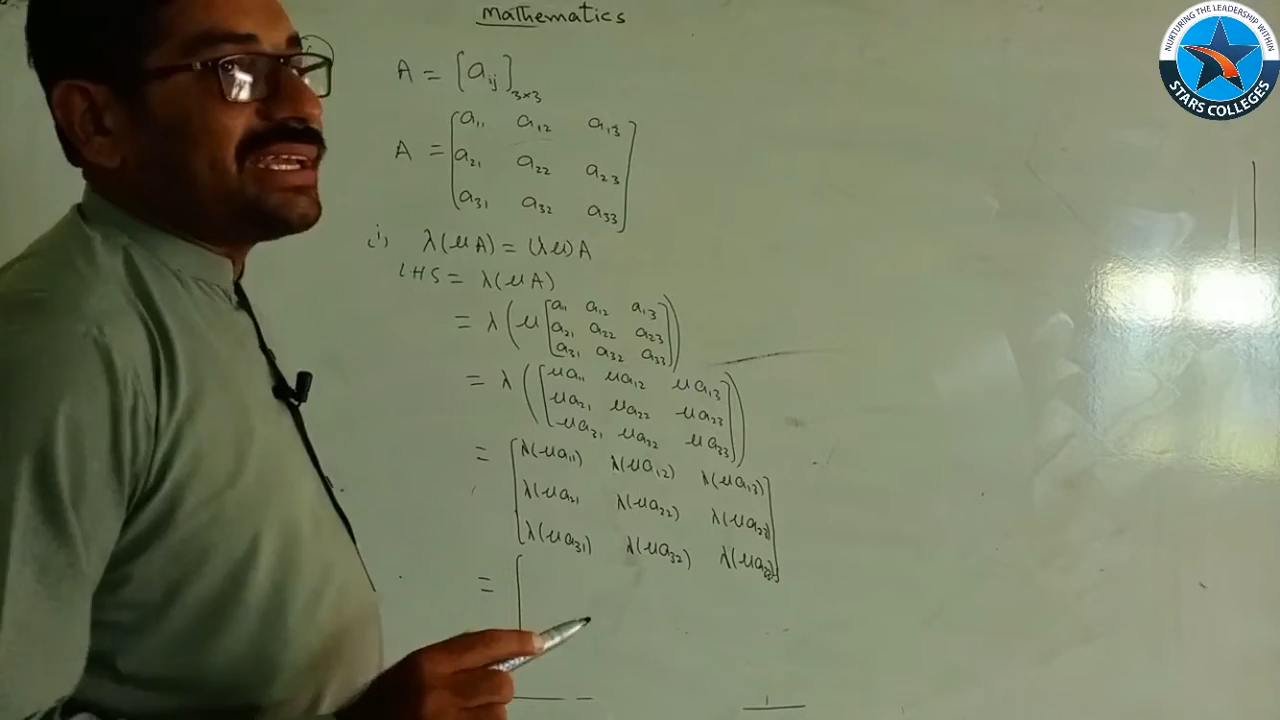 Mathematics
A = [aij]3×3
A = [a11 a12 a13
a21 a22 a23
a31 a32 a33]
(i) λ(μA) = (λμ)A
LHS = λ(μA)
= λ(μ[a11 a12 a13
a21 a22 a23
a31 a32 a33])
= λ([μa11 μa12 μa13
μa21 μa22 μa23
μa31 μa32 μa33])
= [λ(μa11) λ(μa12) λ(μa13)
λ(μa21 λ(μa22) λ(μa23)
λ(μa31) λ(μa32) λ(μa33)]
= [
NURTURING THE LEADERSHIP WITHIN
STARS COLLEGES